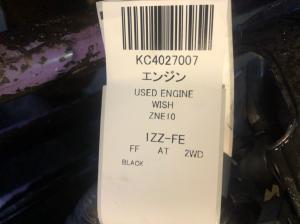 KC4027007
エンジン
USED ENGINE
WISH
ZNE10
1ZZ-FE
FF AT 2WD
BLACK